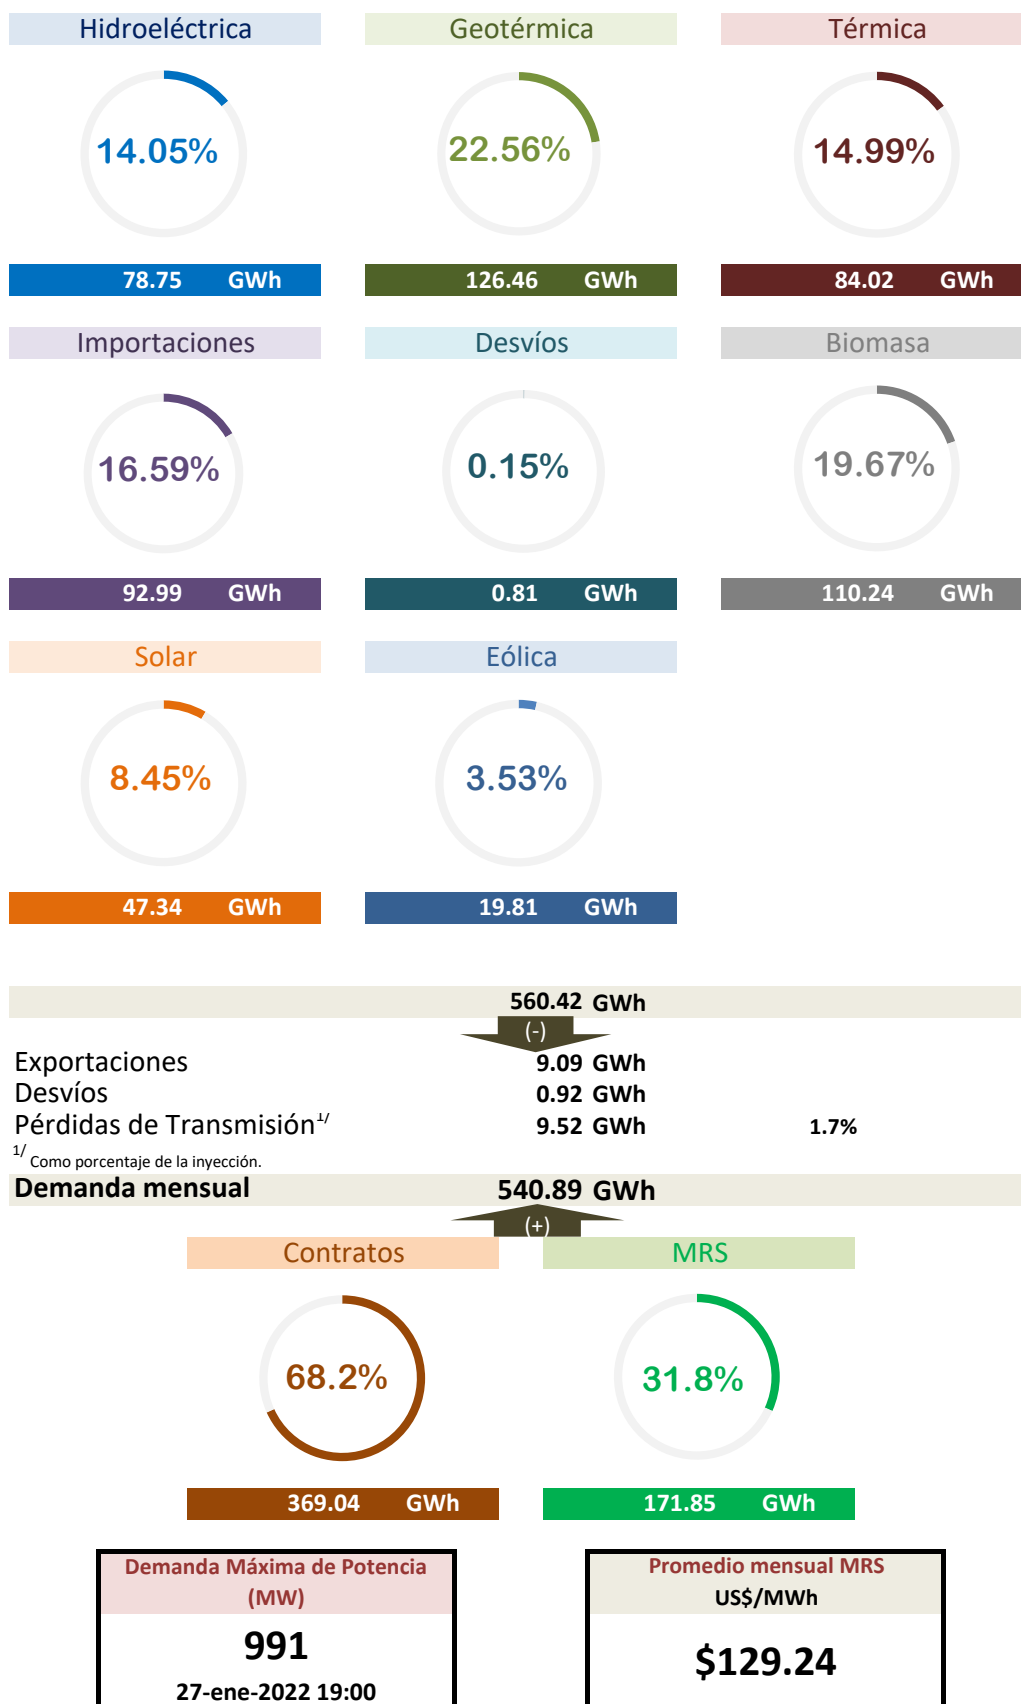 Hidroeléctrica Geotérmica Térmica
14.05% 22.56% 14.99%
78.75 GWh 126.46 GWh 84.02 GWh
Importaciones Desvíos Biomasa
16.59% 0.15% 19.67%
92.99 GWh 0.81 GWh 110.24 GWh
Solar Eólica
8.45% 3.53%
47.34 GWh 19.81 GWh
560.42 GWh
(-)
Exportaciones 9.09 GWh
Desvíos 0.92 GWh
Pérdidas de Transmisión 1/ 9.52 GWh 1.7%
1/ Como porcentaje de la inyección.
Demanda mensual 540.89 GWh
(+)
Contratos MRS
68.2% 31.8%
369.04 GWh 171.85 GWh
Demanda Máxima de Potencia Promedio mensual MRS
(MW) US$/MWh
991 $129.24
27-ene-2022 19:00